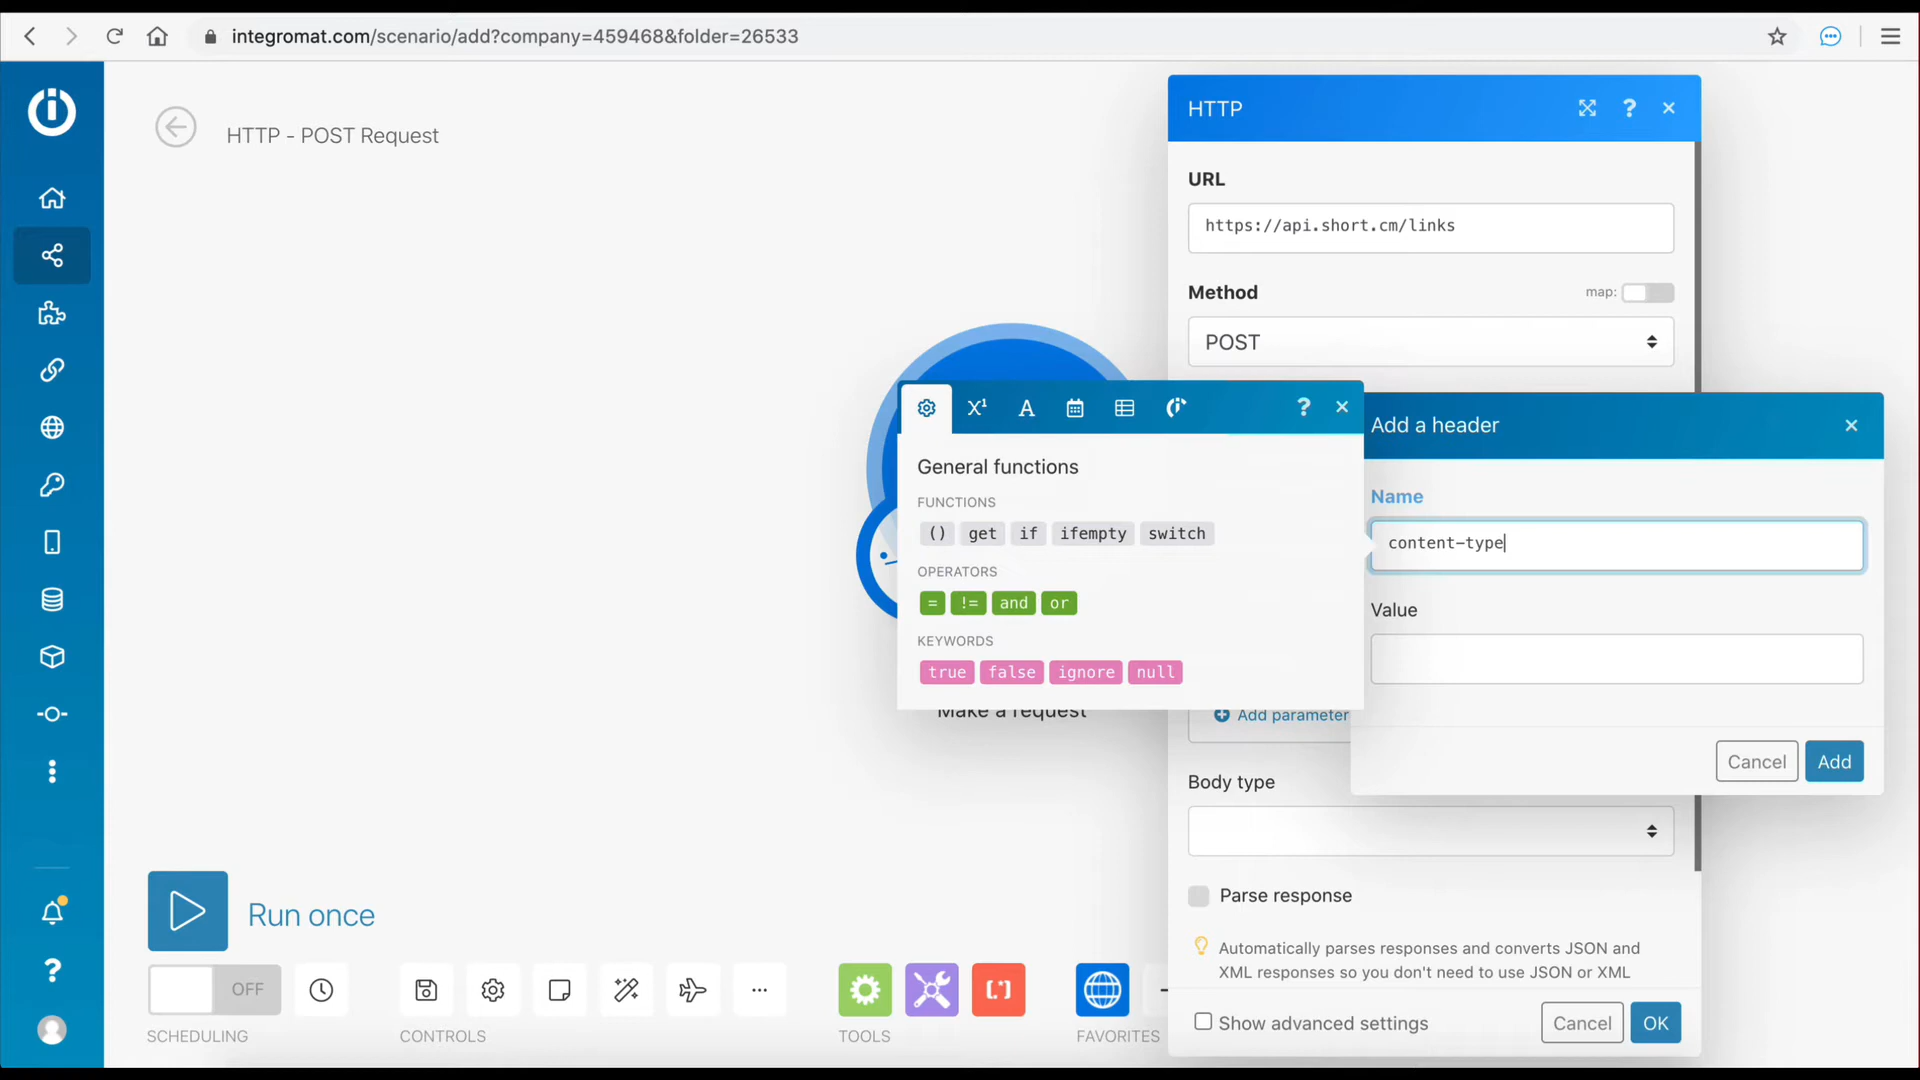 integromat.com/scenario/add?company=459468&folder=26533
HTTP - POST Request
HTTP
?
URL
https://api.short.cm/links
Method
map:
POST
X¹
A
?
General functions
FUNCTIONS
() get if ifempty switch
OPERATORS
= != and or
KEYWORDS
true false ignore null
Make a request
Add a header
Name
content-type
Value
Cancel
Add
Add parameter
Body type
Parse response
Automatically parses responses and converts JSON and
XML responses so you don't need to use JSON or XML
Show advanced settings
Cancel
OK
Run once
OFF
SCHEDULING
CONTROLS
[.*]
TOOLS
FAVORITES
?